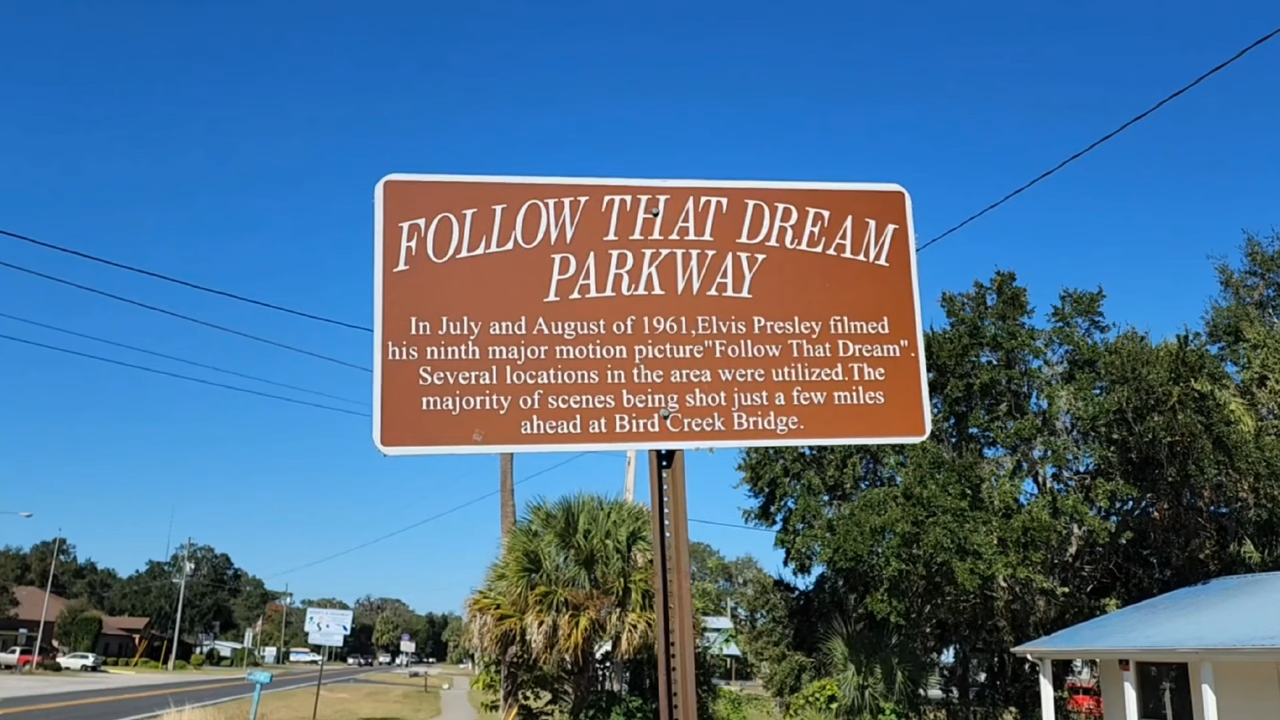 FOLLOW THAT DREAM
PARKWAY
In July and August of 1961,Elvis Presley filmed
his ninth major motion picture"Follow That Dream".
Several locations in the area were utilized.The
majority of scenes being shot just a few miles
ahead at Bird Creek Bridge.